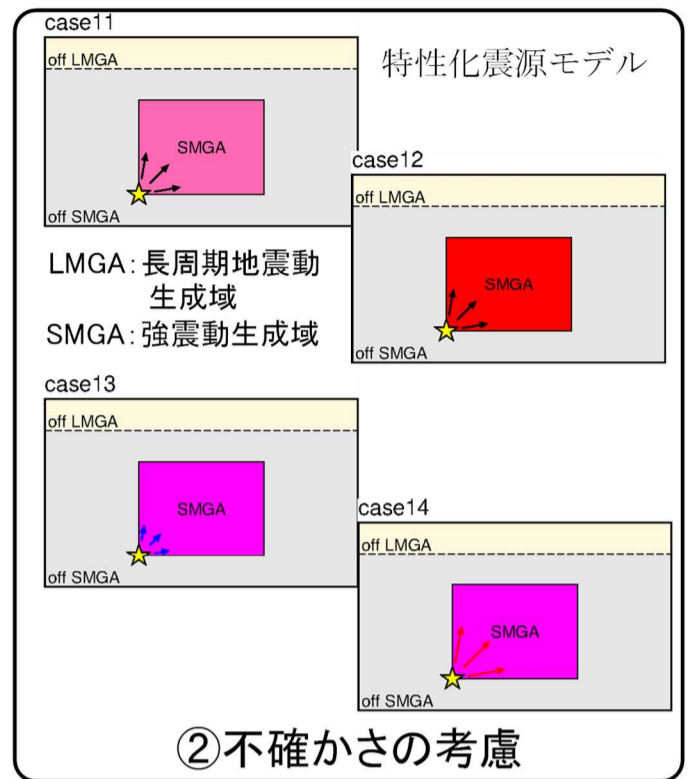 case11
off LMGA
特性化震源モデル
SMGA
off SMGA
case12
off LMGA
SMGA
off SMGA
LMGA：長周期地震動
生成域
SMGA：強震動生成域
case13
off LMGA
SMGA
off SMGA
case14
off LMGA
SMGA
off SMGA
②不確かさの考慮